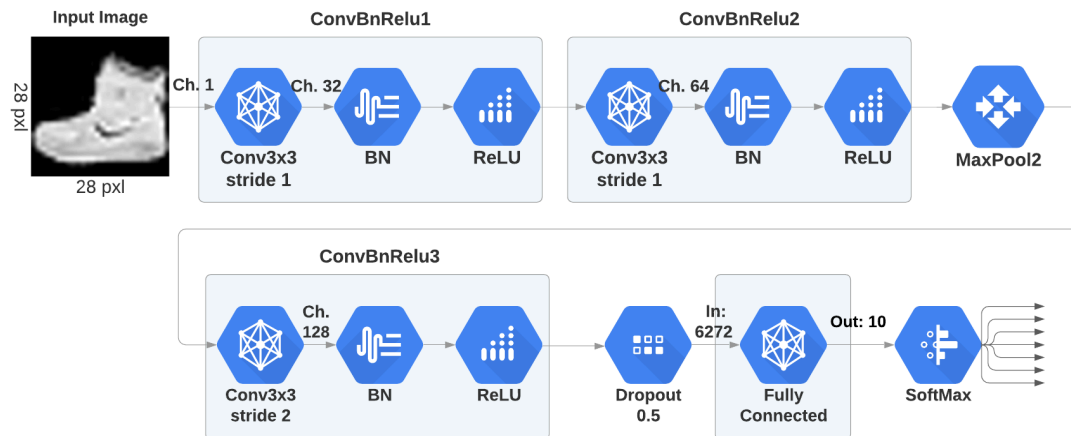 Input Image
ConvBnRelu1
ConvBnRelu2
28 pxl
28 pxl
Ch. 1
Ch. 32
Ch. 64
Conv3x3
stride 1
BN
ReLU
Conv3x3
stride 1
BN
ReLU
MaxPool2
ConvBnRelu3
Ch.
128
In:
6272
Out: 10
Conv3x3
stride 2
BN
ReLU
Dropout
0.5
Fully
Connected
SoftMax